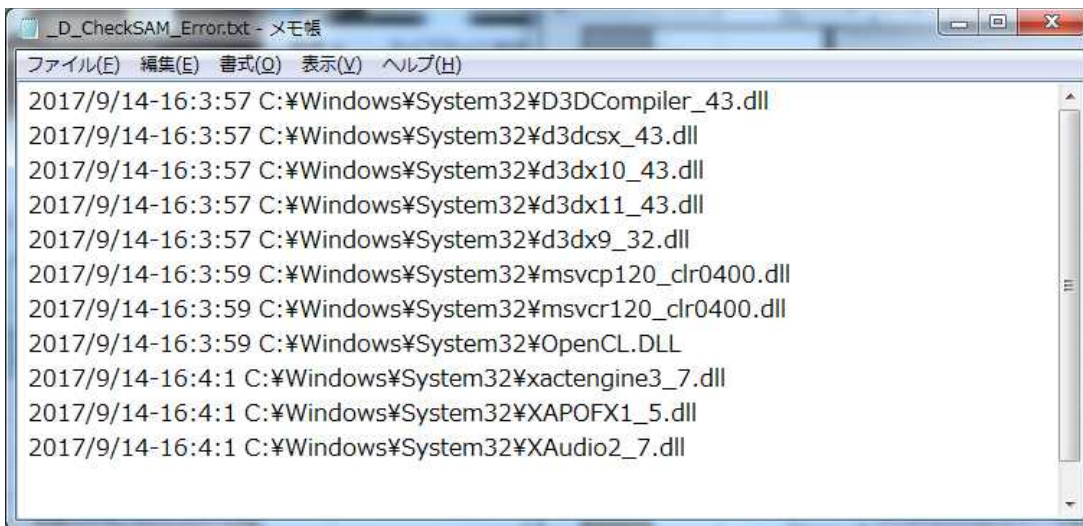 _D_CheckSAM_Error.txt - メモ帳
ファイル(F) 編集(E) 書式(O) 表示(V) ヘルプ(H)
2017/9/14-16:3:57 C:¥Windows¥System32¥D3DCompiler_43.dll
2017/9/14-16:3:57 C:¥Windows¥System32¥d3dcsx_43.dll
2017/9/14-16:3:57 C:¥Windows¥System32¥d3dx10_43.dll
2017/9/14-16:3:57 C:¥Windows¥System32¥d3dx11_43.dll
2017/9/14-16:3:57 C:¥Windows¥System32¥d3dx9_32.dll
2017/9/14-16:3:59 C:¥Windows¥System32¥msvcp120_clr0400.dll
2017/9/14-16:3:59 C:¥Windows¥System32¥msvcr120_clr0400.dll
2017/9/14-16:3:59 C:¥Windows¥System32¥OpenCL.DLL
2017/9/14-16:4:1 C:¥Windows¥System32¥xactengine3_7.dll
2017/9/14-16:4:1 C:¥Windows¥System32¥XAPOFX1_5.dll
2017/9/14-16:4:1 C:¥Windows¥System32¥XAudio2_7.dll